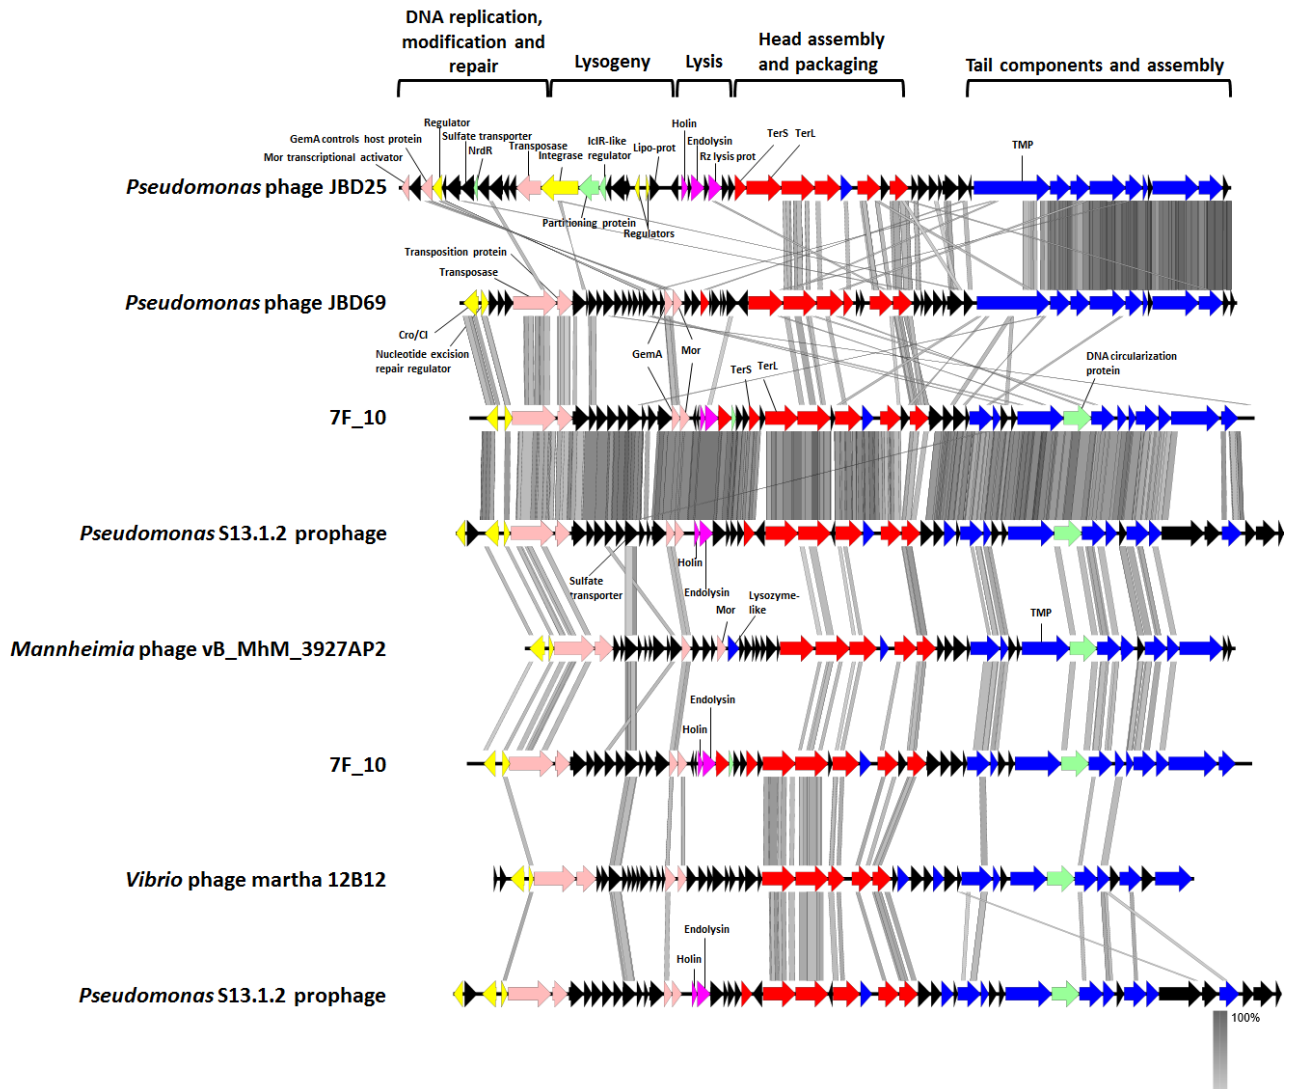 DNA replication,
modification and
repair
Lysogeny
Lysis
Head assembly
and packaging
Tail components and assembly
Regulator
GemA controls host protein
Sulfate transporter
Mor transcriptional activator
NrdR
Transposase
Integrase
IclR-like
regulator
Lipo-prot
Holin
Endolysin
Rz lysis prot
TerS TerL
TMP
Pseudomonas phage JBD25
Partitioning protein
Regulators
Transposition protein
Transposase
Pseudomonas phage JBD69
Cro/CI
Nucleotide excision
repair regulator
GemA
Mor
TerS
TerL
DNA circularization
protein
7F_10
Pseudomonas S13.1.2 prophage
Sulfate
transporter
Holin
Endolysin
Mor
Lysozyme-
like
TMP
Mannheimia phage vB_MhM_3927AP2
Endolysin
Holin
7F_10
Vibrio phage martha 12B12
Endolysin
Holin
Pseudomonas S13.1.2 prophage
100%